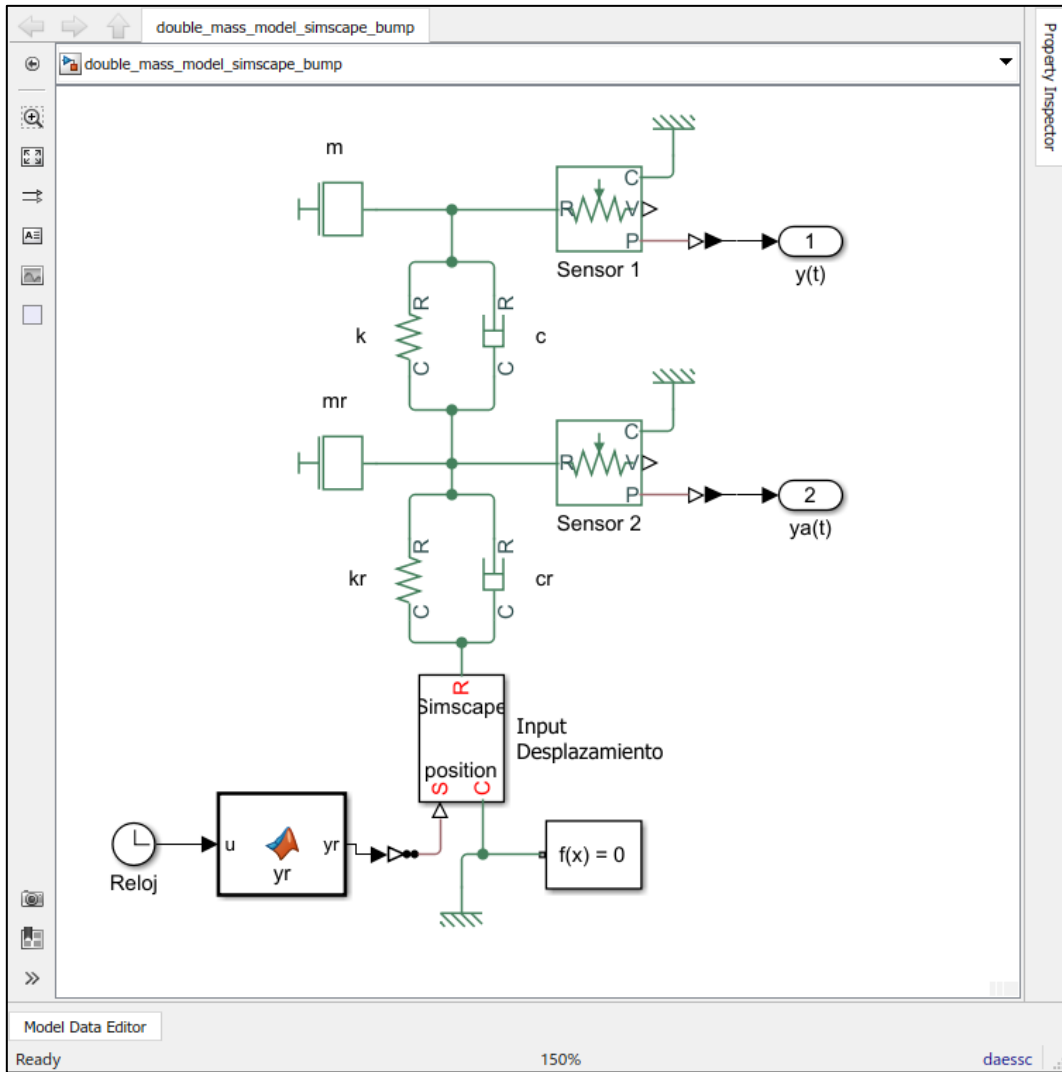 double_mass_model_simscape_bump
double_mass_model_simscape_bump
Property Inspector
m
C
R
V
P
Sensor 1
1
y(t)
R
R
k
c
C
C
mr
C
R
V
P
Sensor 2
2
ya(t)
R
R
kr
cr
C
C
R
Simscape
position
S
C
Input
Desplazamiento
Reloj
u
yr
yr
f(x) = 0
Model Data Editor
Ready
150%
daessc